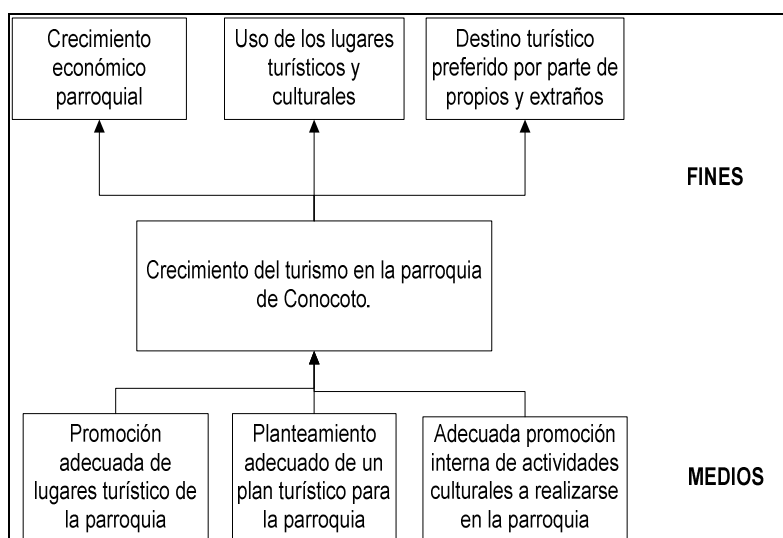 Crecimiento
económico
parroquial
Uso de los lugares
turísticos y
culturales
Destino turístico
preferido por parte de
propios y extraños
FINES
Crecimiento del turismo en la parroquia
de Conocoto.
Promoción
adecuada de
lugares turístico de
la parroquia
Planteamiento
adecuado de un
plan turístico para
la parroquia
Adecuada promoción
interna de actividades
culturales a realizarse
en la parroquia
MEDIOS